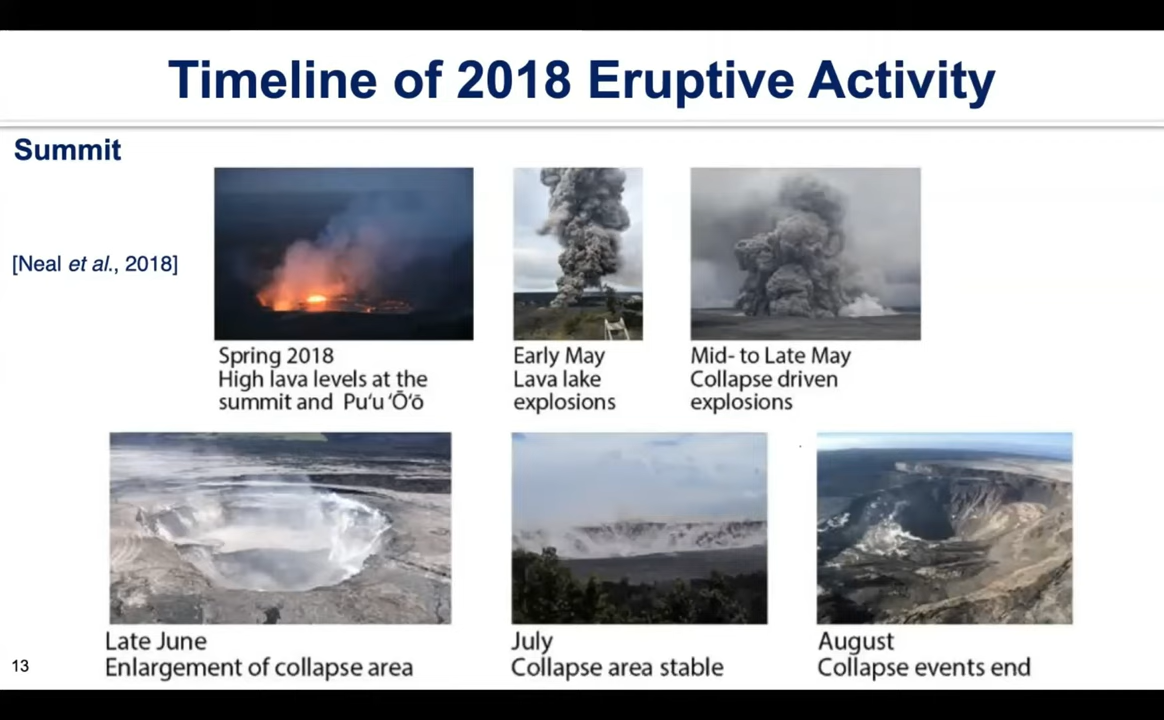 Timeline of 2018 Eruptive Activity
Summit
[Neal et al., 2018]
Spring 2018
High lava levels at the
summit and Puʻu ʻŌʻō
Early May
Lava lake
explosions
Mid- to Late May
Collapse driven
explosions
Late June
Enlargement of collapse area
July
Collapse area stable
August
Collapse events end
13